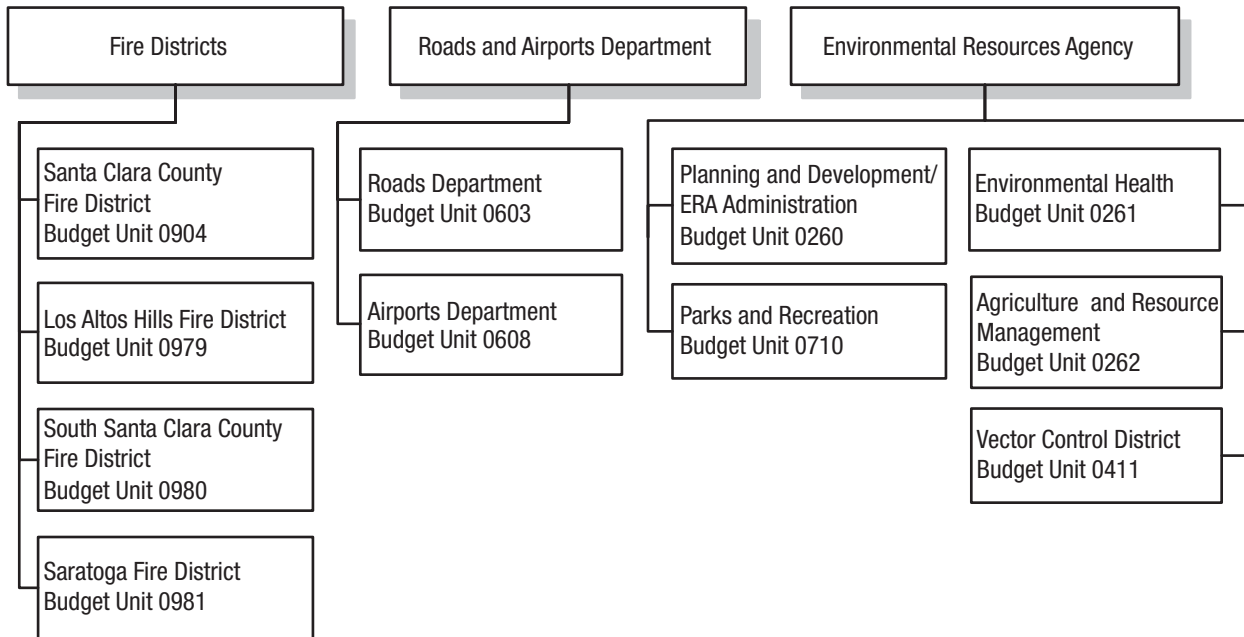 Fire Districts
Santa Clara County
Fire District
Budget Unit 0904
Los Altos Hills Fire District
Budget Unit 0979
South Santa Clara County
Fire District
Budget Unit 0980
Saratoga Fire District
Budget Unit 0981
Roads and Airports Department
Roads Department
Budget Unit 0603
Airports Department
Budget Unit 0608
Environmental Resources Agency
Planning and Development/
ERA Administration
Budget Unit 0260
Parks and Recreation
Budget Unit 0710
Environmental Health
Budget Unit 0261
Agriculture and Resource
Management
Budget Unit 0262
Vector Control District
Budget Unit 0411